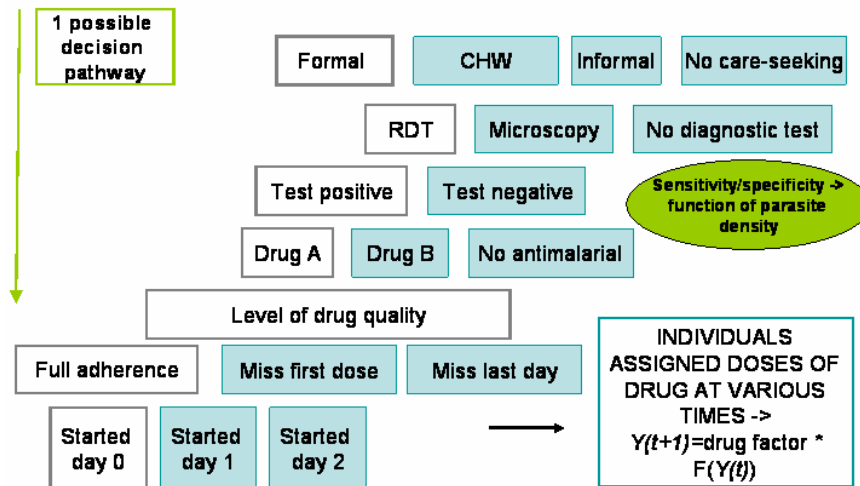 1 possible
decision
pathway
Formal
CHW
Informal
No care-seeking
RDT
Microscopy
No diagnostic test
Test positive
Test negative
Sensitivity/specificity ->
function of parasite
density
Drug A
Drug B
No antimalarial
Level of drug quality
Full adherence
Miss first dose
Miss last day
Started
day 0
Started
day 1
Started
day 2
INDIVIDUALS
ASSIGNED DOSES OF
DRUG AT VARIOUS
TIMES ->
Y(t+1)=drug factor *
F(Y(t))